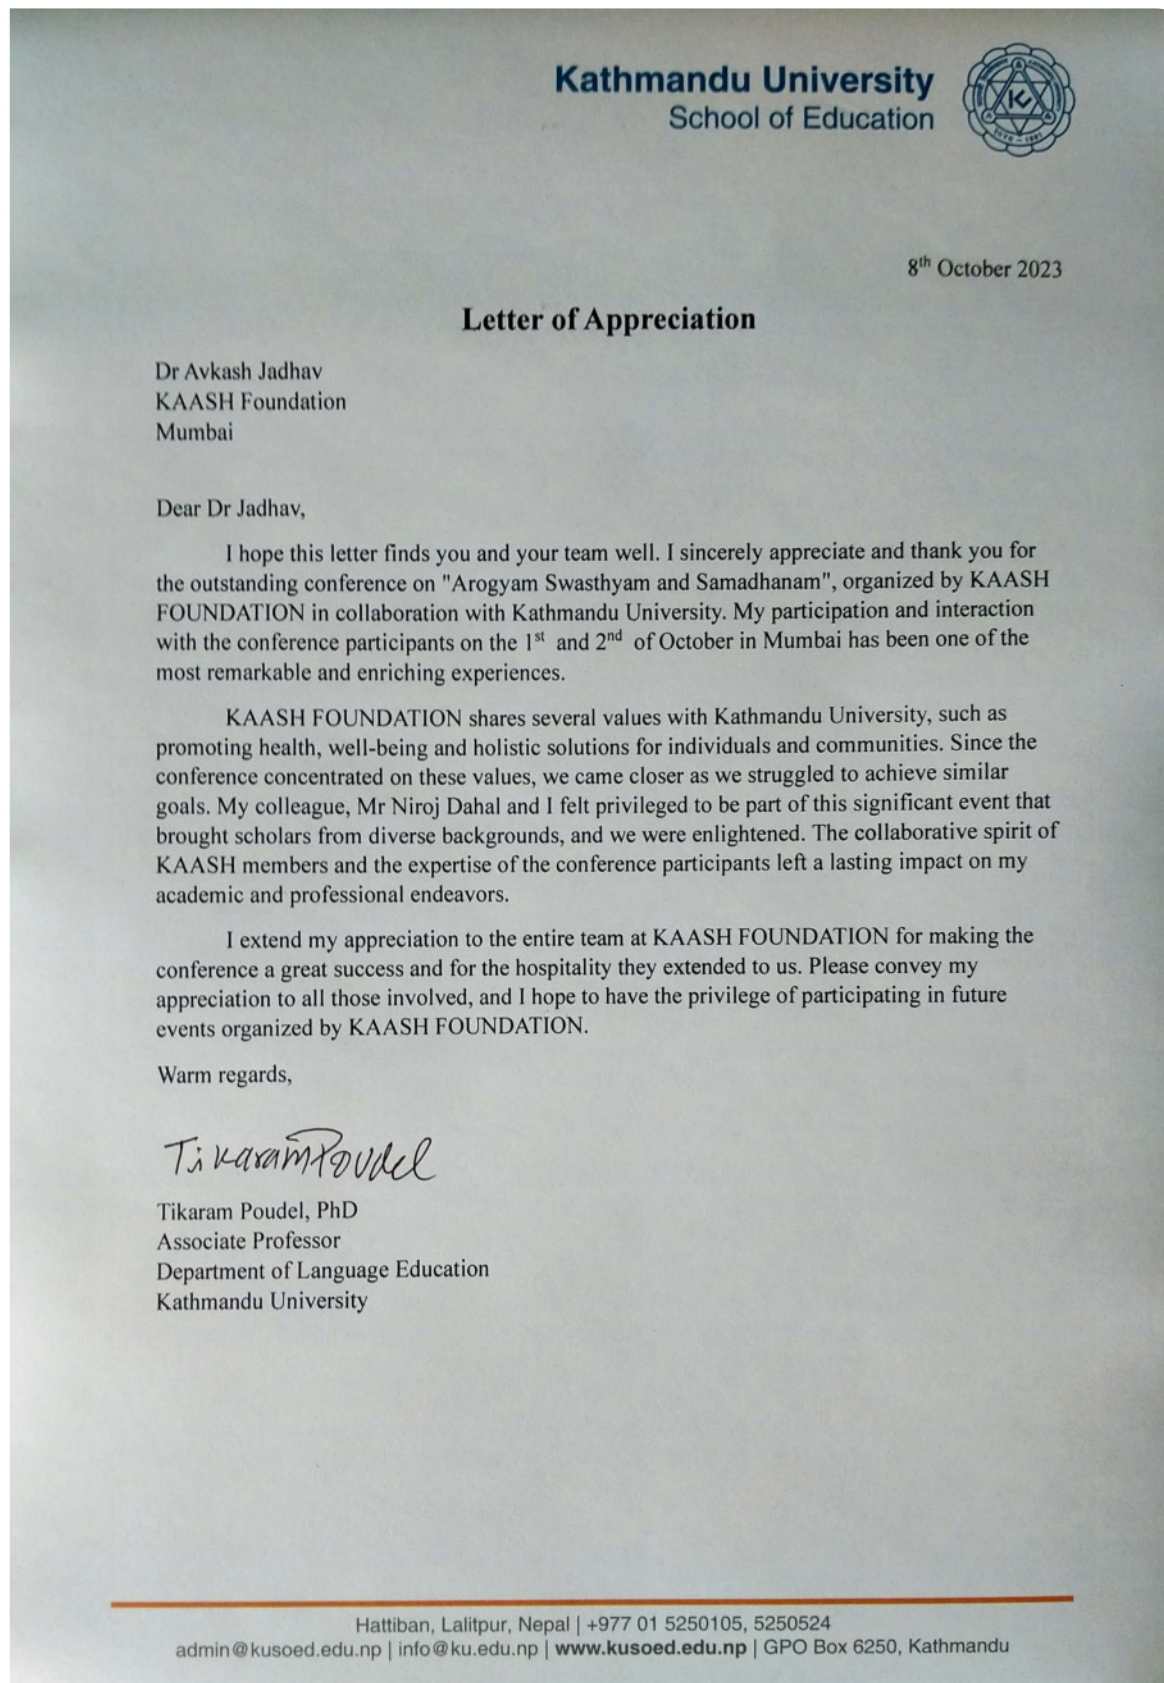 Kathmandu University
School of Education
8th October 2023
Letter of Appreciation
Dr Avkash Jadhav
KAASH Foundation
Mumbai
Dear Dr Jadhav,
I hope this letter finds you and your team well. I sincerely appreciate and thank you for
the outstanding conference on "Arogyam Swasthyam and Samadhanam", organized by KAASH
FOUNDATION in collaboration with Kathmandu University. My participation and interaction
with the conference participants on the 1st and 2nd of October in Mumbai has been one of the
most remarkable and enriching experiences.
KAASH FOUNDATION shares several values with Kathmandu University, such as
promoting health, well-being and holistic solutions for individuals and communities. Since the
conference concentrated on these values, we came closer as we struggled to achieve similar
goals. My colleague, Mr Niroj Dahal and I felt privileged to be part of this significant event that
brought scholars from diverse backgrounds, and we were enlightened. The collaborative spirit of
KAASH members and the expertise of the conference participants left a lasting impact on my
academic and professional endeavors.
I extend my appreciation to the entire team at KAASH FOUNDATION for making the
conference a great success and for the hospitality they extended to us. Please convey my
appreciation to all those involved, and I hope to have the privilege of participating in future
events organized by KAASH FOUNDATION.
Warm regards,
Tikaram Poudel
Tikaram Poudel, PhD
Associate Professor
Department of Language Education
Kathmandu University
Hattiban, Lalitpur, Nepal | +977 01 5250105, 5250524
admin@kusoed.edu.np | info@ku.edu.np | www.kusoed.edu.np | GPO Box 6250, Kathmandu